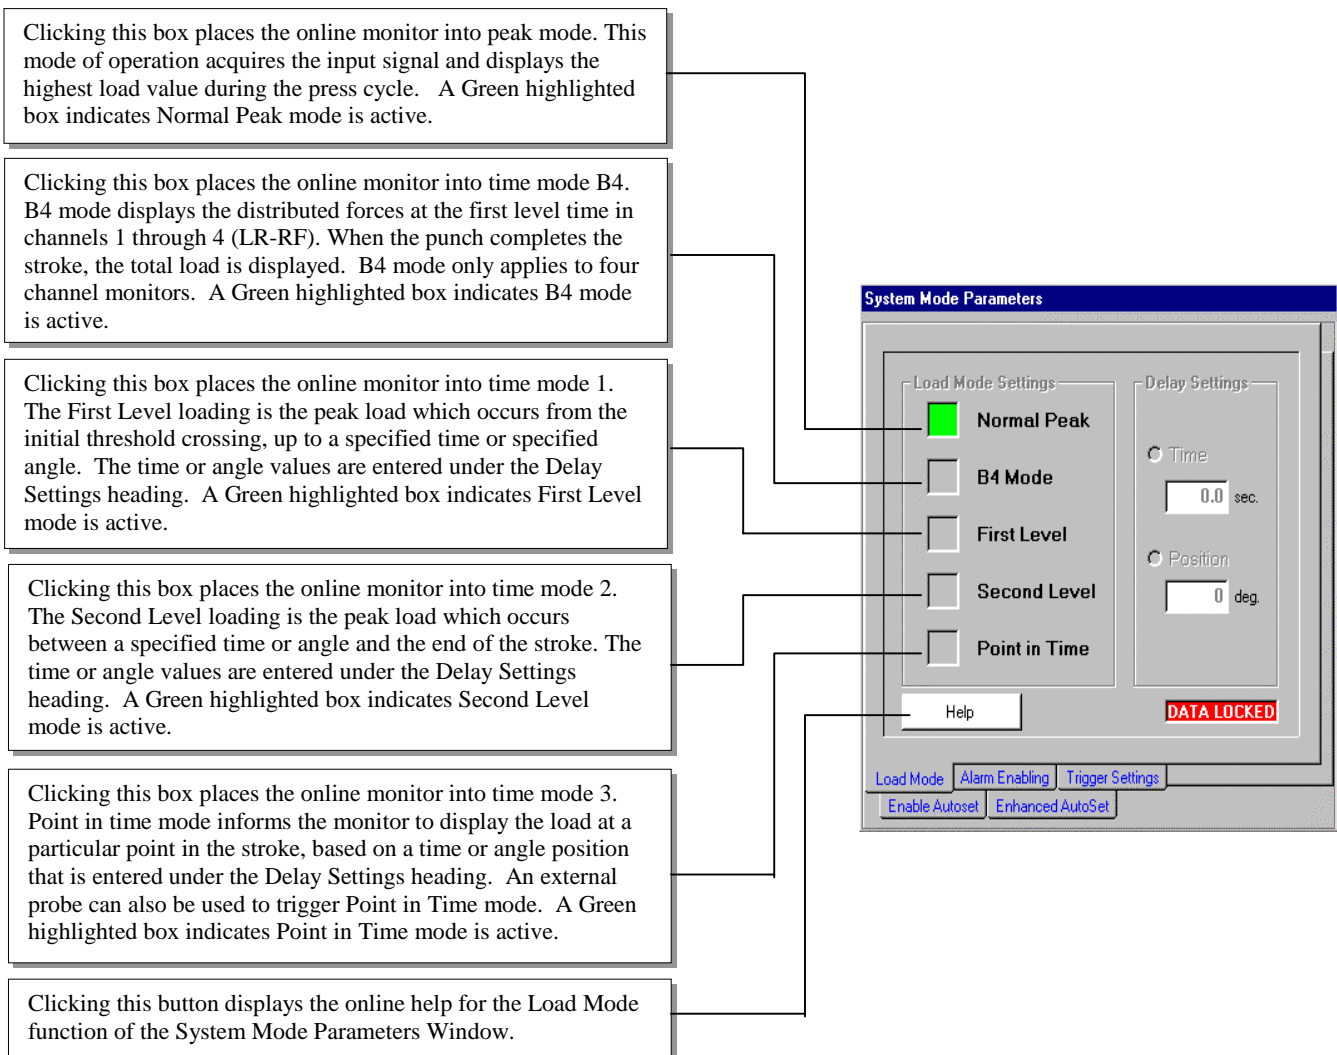 Clicking this box places the online monitor into peak mode. This
mode of operation acquires the input signal and displays the
highest load value during the press cycle. A Green highlighted
box indicates Normal Peak mode is active.
Clicking this box places the online monitor into time mode B4.
B4 mode displays the distributed forces at the first level time in
channels 1 through 4 (LR-RF). When the punch completes the
stroke, the total load is displayed. B4 mode only applies to four
channel monitors. A Green highlighted box indicates B4 mode
is active.
Clicking this box places the online monitor into time mode 1.
The First Level loading is the peak load which occurs from the
initial threshold crossing, up to a specified time or specified
angle. The time or angle values are entered under the Delay
Settings heading. A Green highlighted box indicates First Level
mode is active.
Clicking this box places the online monitor into time mode 2.
The Second Level loading is the peak load which occurs
between a specified time or angle and the end of the stroke. The
time or angle values are entered under the Delay Settings
heading. A Green highlighted box indicates Second Level
mode is active.
Clicking this box places the online monitor into time mode 3.
Point in time mode informs the monitor to display the load at a
particular point in the stroke, based on a time or angle position
that is entered under the Delay Settings heading. An external
probe can also be used to trigger Point in Time mode. A Green
highlighted box indicates Point in Time mode is active.
Clicking this button displays the online help for the Load Mode
function of the System Mode Parameters Window.
System Mode Parameters
Load Mode Settings
Normal Peak
B4 Mode
First Level
Second Level
Point in Time
Delay Settings
Time
0.0 sec.
Position
0 deg.
Help
DATA LOCKED
Load Mode Alarm Enabling Trigger Settings
Enable Autoset Enhanced AutoSet